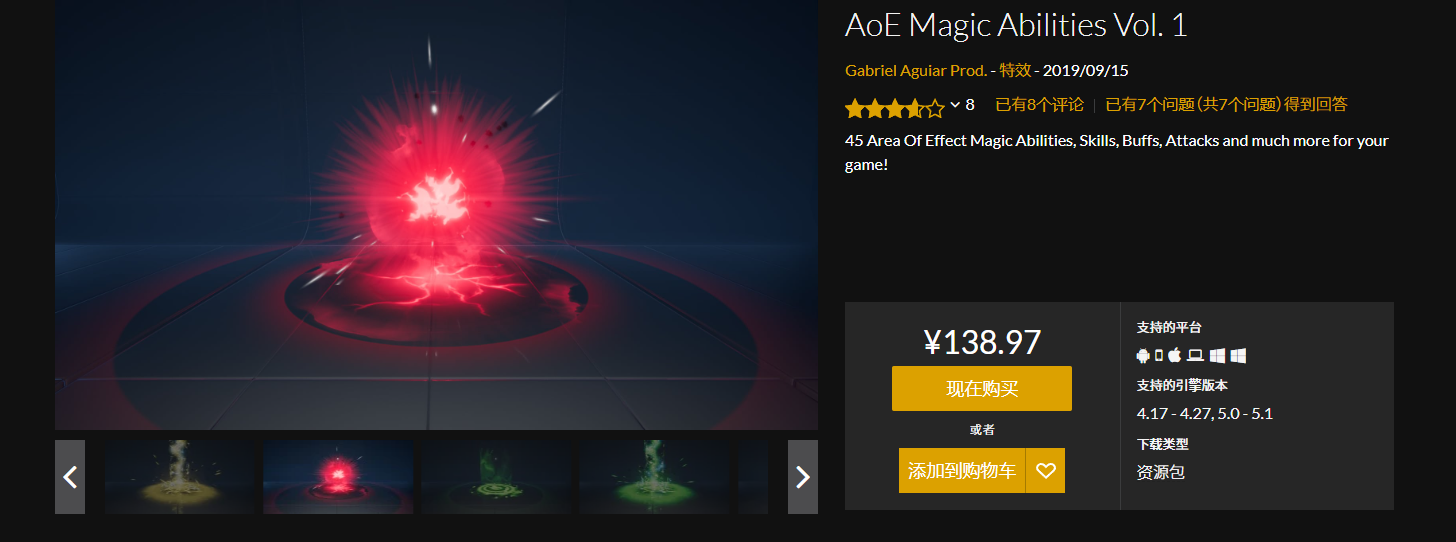 AoE Magic Abilities Vol. 1
Gabriel Aguiar Prod. - 特效 - 2019/09/15
8 已有8个评论 | 已有7个问题（共7个问题）得到回答
45 Area Of Effect Magic Abilities, Skills, Buffs, Attacks and much more for your
game!
¥138.97
现在购买
或者
添加到购物车
支持的平台
支持的引擎版本
4.17 - 4.27, 5.0 - 5.1
下载类型
资源包